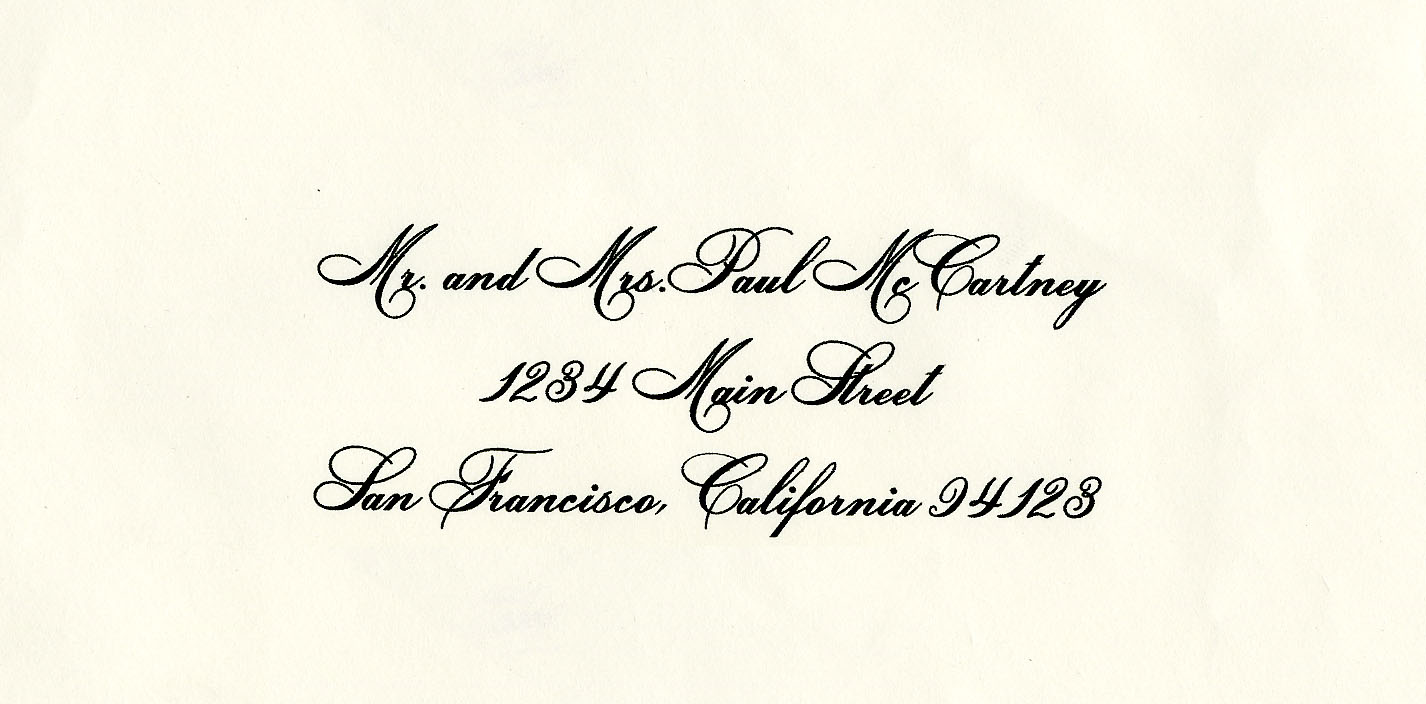 Mr. and Mrs. Paul McCartney
1234 Main Street
San Francisco, California 94123